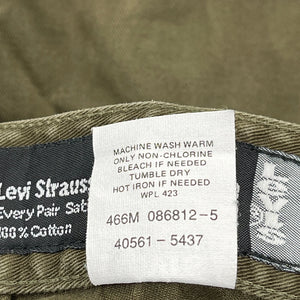 Levi Strauss
Every Pair
100% Cotton
MACHINE WASH WARM
ONLY NON-CHLORINE
BLEACH IF NEEDED
TUMBLE DRY
HOT IRON IF NEEDED
WPL 423
466M 086812-5
40561-5437